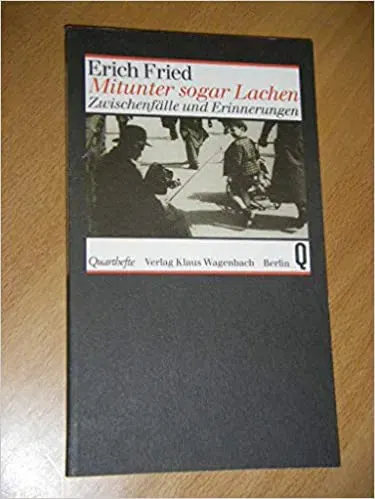 Erich Fried
Mitunter sogar Lachen
Zwischenfälle und Erinnerungen
Quarthefte Verlag Klaus Wagenbach Berlin Q